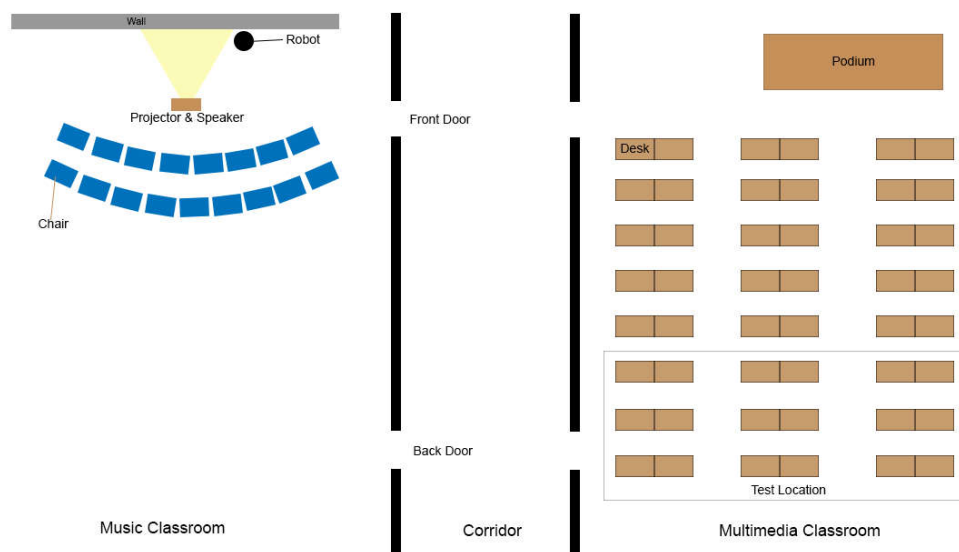 Wall
Robot
Podium
Projector & Speaker
Front Door
Desk
Chair
Back Door
Test Location
Music Classroom
Corridor
Multimedia Classroom